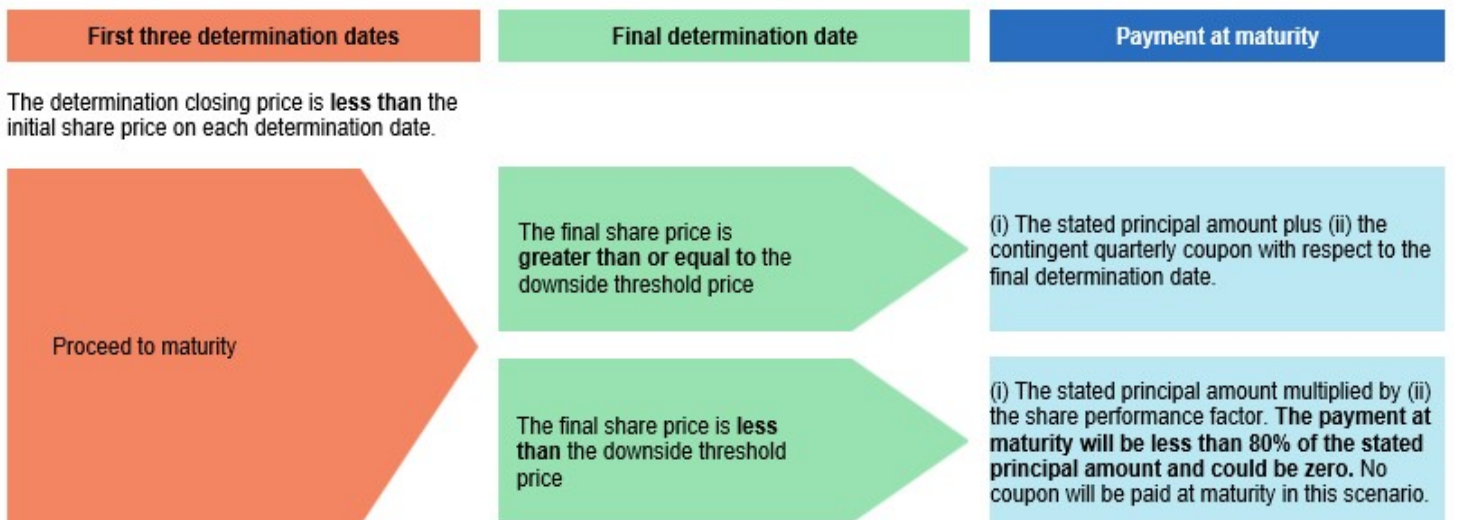 First three determination dates
Final determination date
Payment at maturity
The determination closing price is less than the
initial share price on each determination date.
Proceed to maturity
The final share price is
greater than or equal to the
downside threshold price
(i) The stated principal amount plus (ii) the
contingent quarterly coupon with respect to the
final determination date.
The final share price is less
than the downside threshold
price
(i) The stated principal amount multiplied by (ii)
the share performance factor. The payment at
maturity will be less than 80% of the stated
principal amount and could be zero. No
coupon will be paid at maturity in this scenario.